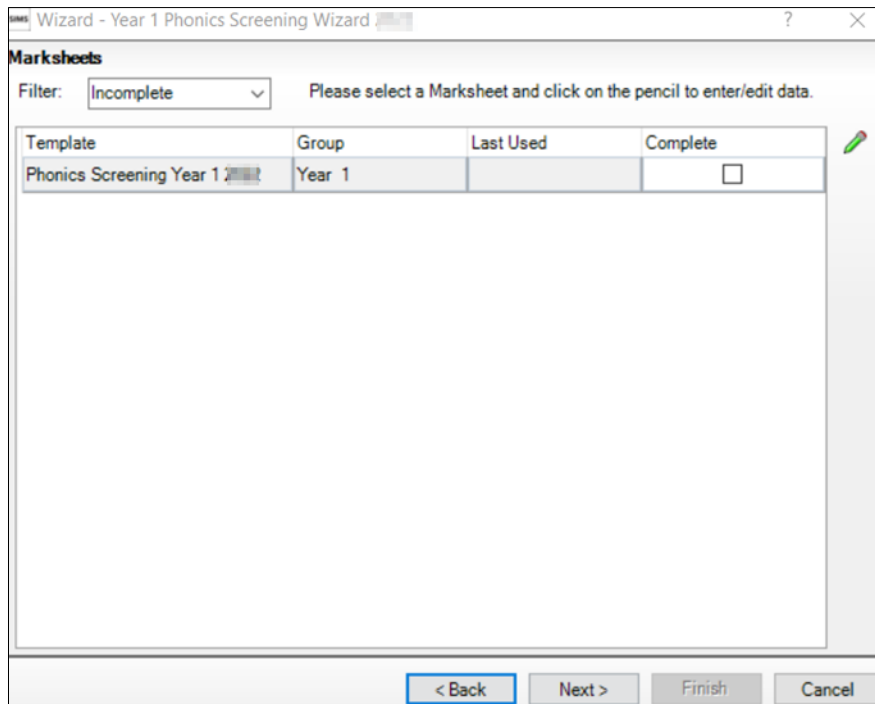 SIMS Wizard - Year 1 Phonics Screening Wizard ? ×
Marksheets
Filter: Incomplete Please select a Marksheet and click on the pencil to enter/edit data.
Template Group Last Used Complete
Phonics Screening Year 1 Year 1
< Back Next > Finish Cancel